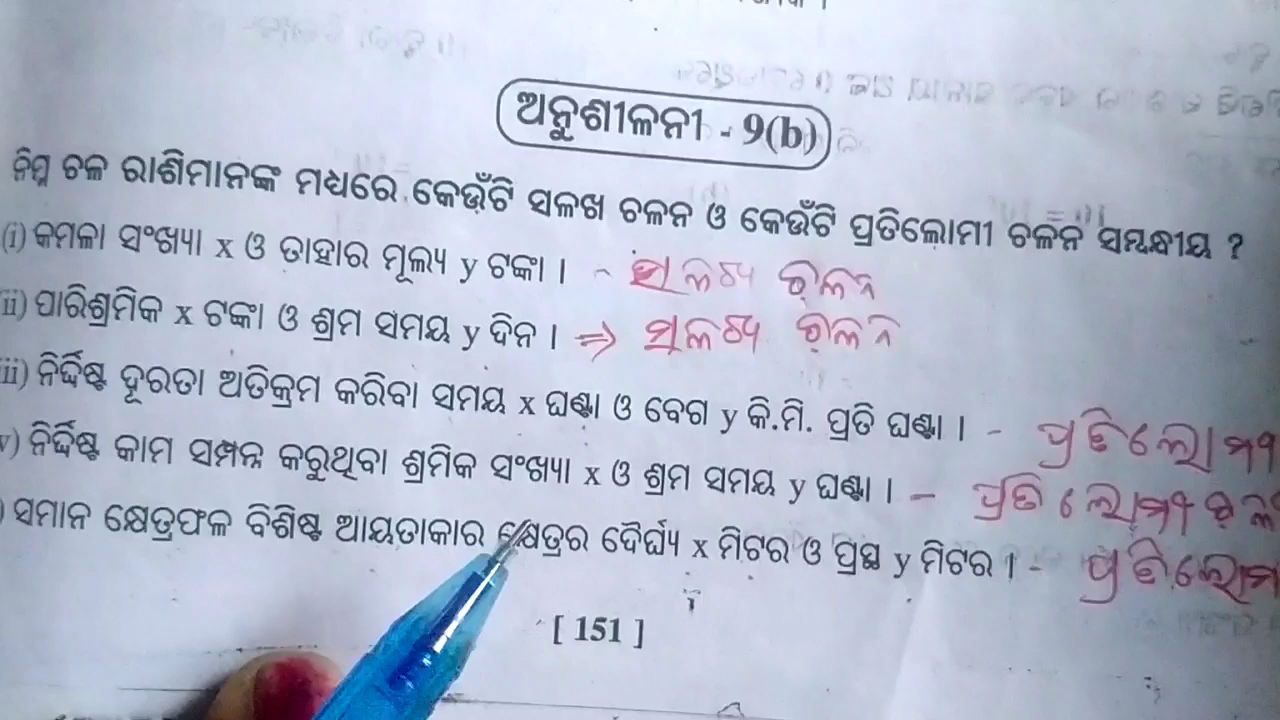 ଅନୁଶୀଳନୀ - 9(b)
ନିମ୍ନ ଚଳ ରାଶିମାନଙ୍କ ମଧ୍ୟରେ କେଉଁଟି ସଳଖ ଚଳନ ଓ କେଉଁଟି ପ୍ରତିଲୋମୀ ଚଳନ ସମ୍ବନ୍ଧୀୟ ?
(i) କମଳା ସଂଖ୍ୟା x ଓ ତାହାର ମୂଲ୍ୟ y ଟଙ୍କା । - ସଳଖ ଚଳନ
ii) ପାରିଶ୍ରମିକ x ଟଙ୍କା ଓ ଶ୍ରମ ସମୟ y ଦିନ । ⇒ ସଳଖ ଚଳନ
ii) ନିର୍ଦ୍ଦିଷ୍ଟ ଦୂରତା ଅତିକ୍ରମ କରିବା ସମୟ x ଘଣ୍ଟା ଓ ବେଗ y କି.ମି. ପ୍ରତି ଘଣ୍ଟା । - ପ୍ରତିଲୋମୀ
v) ନିର୍ଦ୍ଦିଷ୍ଟ କାମ ସମ୍ପନ୍ନ କରୁଥିବା ଶ୍ରମିକ ସଂଖ୍ୟା x ଓ ଶ୍ରମ ସମୟ y ଘଣ୍ଟା । - ପ୍ରତିଲୋମୀ ଚଳ
) ସମାନ କ୍ଷେତ୍ରଫଳ ବିଶିଷ୍ଟ ଆୟତାକାର କ୍ଷେତ୍ରର ଦୈର୍ଘ୍ୟ x ମିଟର ଓ ପ୍ରସ୍ଥ y ମିଟର । - ପ୍ରତିଲୋମ
[ 151 ]